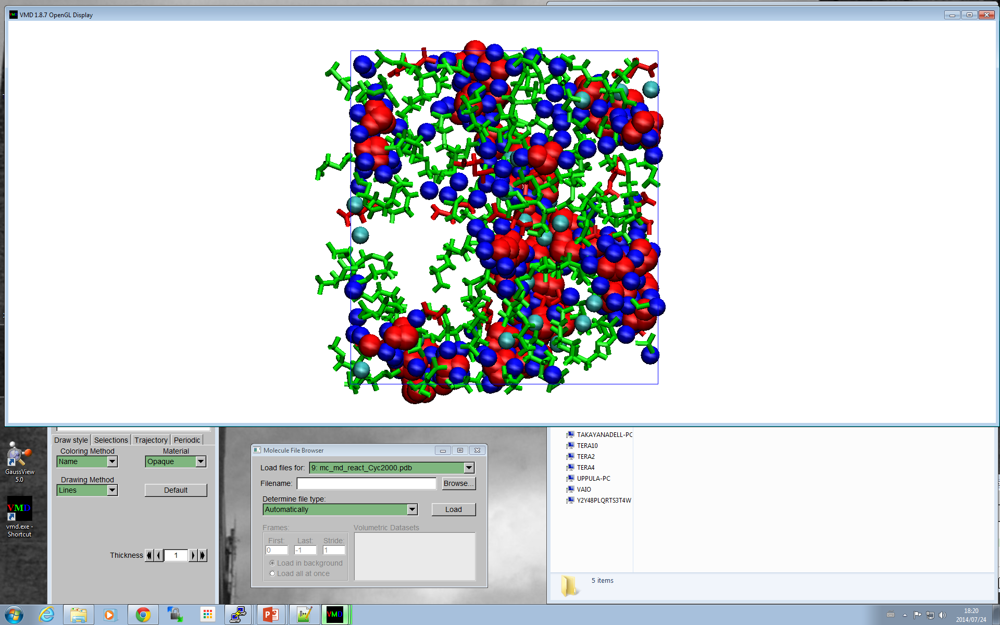 VMD 1.8.7 OpenGL Display
Draw style
Selections
Trajectory
Periodic
Coloring Method
Material
Name
Opaque
Drawing Method
Lines
Default
Thickness
1
GaussView
5.0
VMD
vmd.exe -
Shortcut
Molecule File Browser
Load files for:
9: mc_md_react_Cyc2000.pdb
Filename:
Browse...
Determine file type:
Automatically
Load
Frames:
First:
Last:
Stride:
0
-1
1
Load in background
Load all at once
Volumetric Datasets
TAKAYANADELL-PC
TERA10
TERA2
TERA4
UPPULA-PC
VAIO
Y2Y48PLQRTS3T4W
5 items
VMD
18:20
2014/07/24